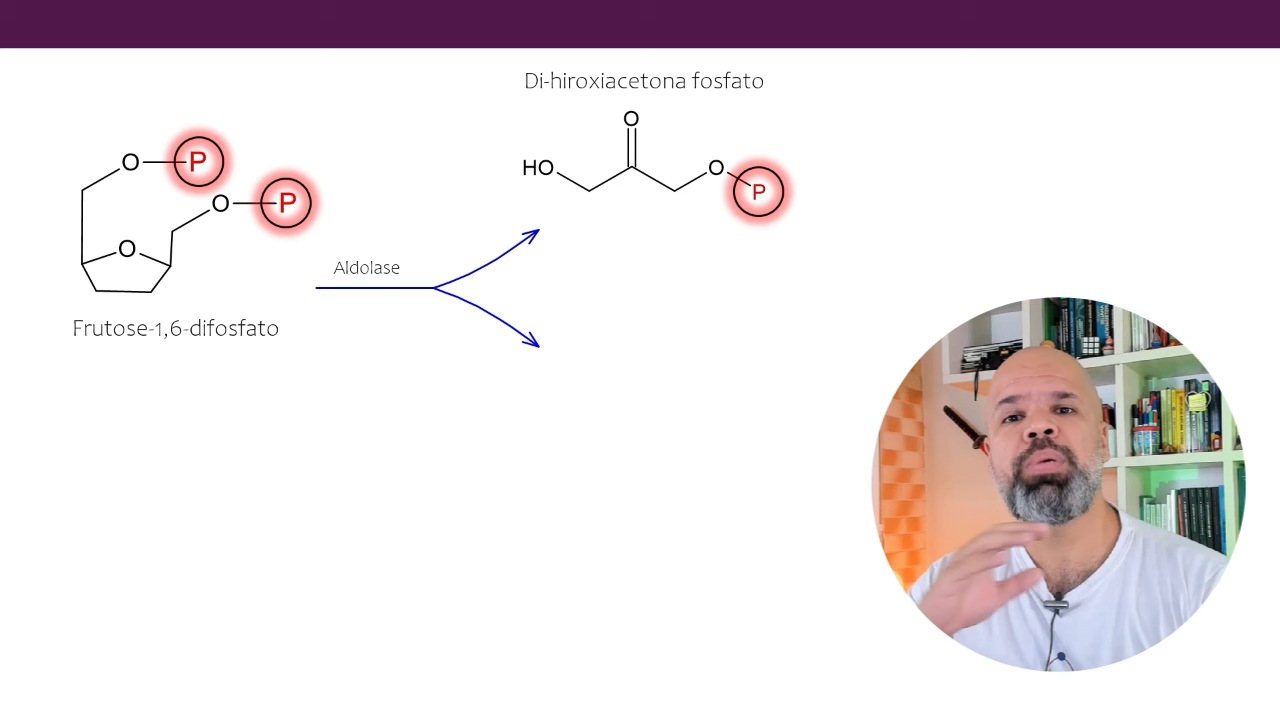 Di-hiroxiacetona fosfato
O
HO
O
P
O
P
O
P
O
Aldolase
Frutose-1,6-difosfato